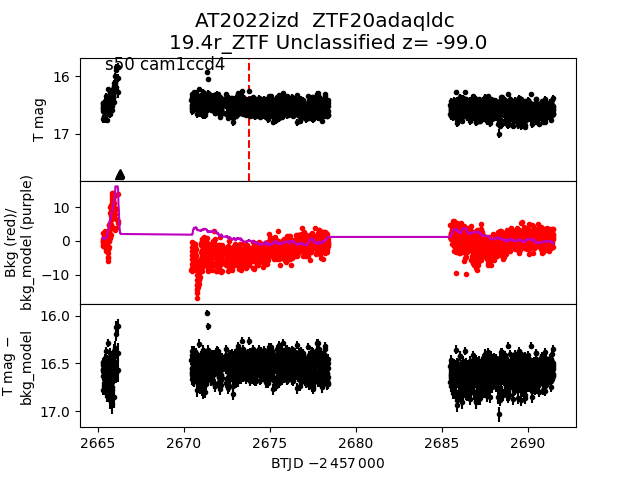 AT2022izd  ZTF20adaqldc
19.4r_ZTF Unclassified z= -99.0
s50 cam1ccd4
T mag
16
17
Bkg (red)/
bkg_model (purple)
10
0
−10
T mag −
bkg_model
16.0
16.5
17.0
2665 2670 2675 2680 2685 2690
BTJD −2 457 000